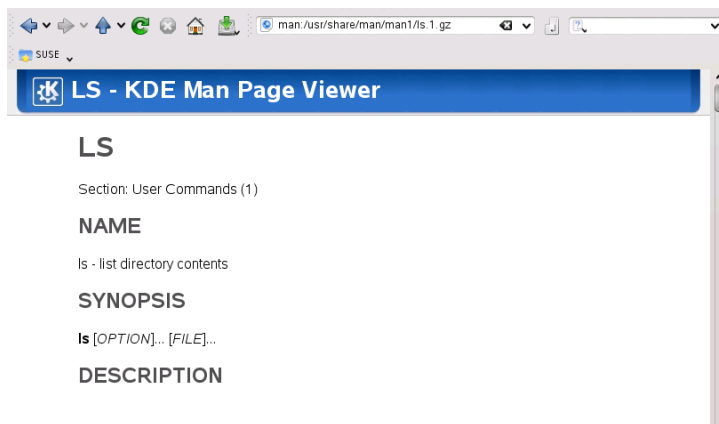 man:/usr/share/man/man1/ls.1.gz
SUSE
LS - KDE Man Page Viewer
LS
Section: User Commands (1)
NAME
ls - list directory contents
SYNOPSIS
ls [OPTION]... [FILE]...
DESCRIPTION